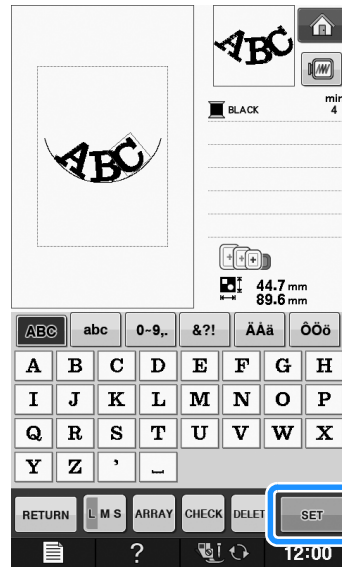 ABC
ABC
min
BLACK 4
44.7 mm
89.6 mm
ABC abc 0~9,. &?! ÄÅä ÔÖö
A B C D E F G H
I J K L M N O P
Q R S T U V W X
Y Z ' _
RETURN L M S ARRAY CHECK DELET SET
? 12:00